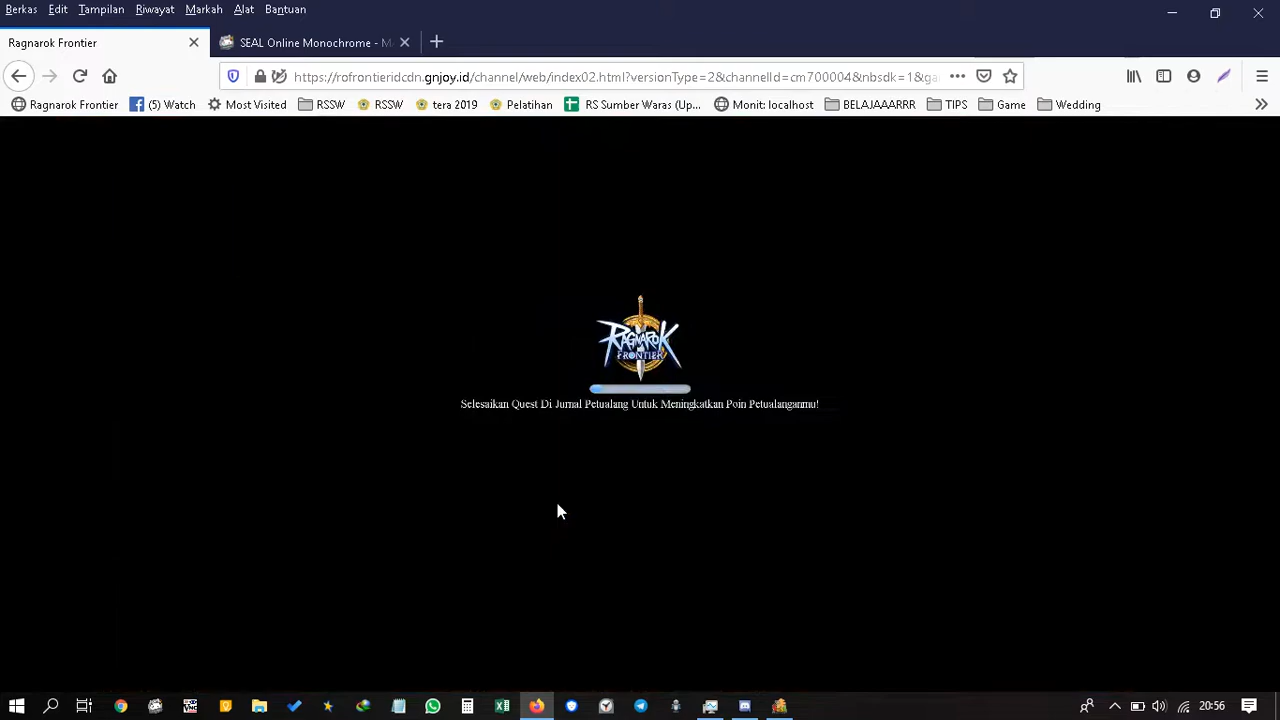 Berkas Edit Tampilan Riwayat Markah Alat Bantuan
Ragnarok Frontier
SEAL Online Monochrome - M
https://rofrontieridcdn.gnjoy.id/channel/web/index02.html?versionType=2&channelId=cm700004&nbsdk=1&ga
Ragnarok Frontier (5) Watch Most Visited RSSW RSSW tera 2019 Pelatihan RS Sumber Waras (Up... Monit: localhost BELAJAAARRR TIPS Game Wedding
RAGNAROK
FRONTIER
Selesaikan Quest Di Jurnal Petualang Untuk Meningkatkan Poin Petualanganmu!
20:56